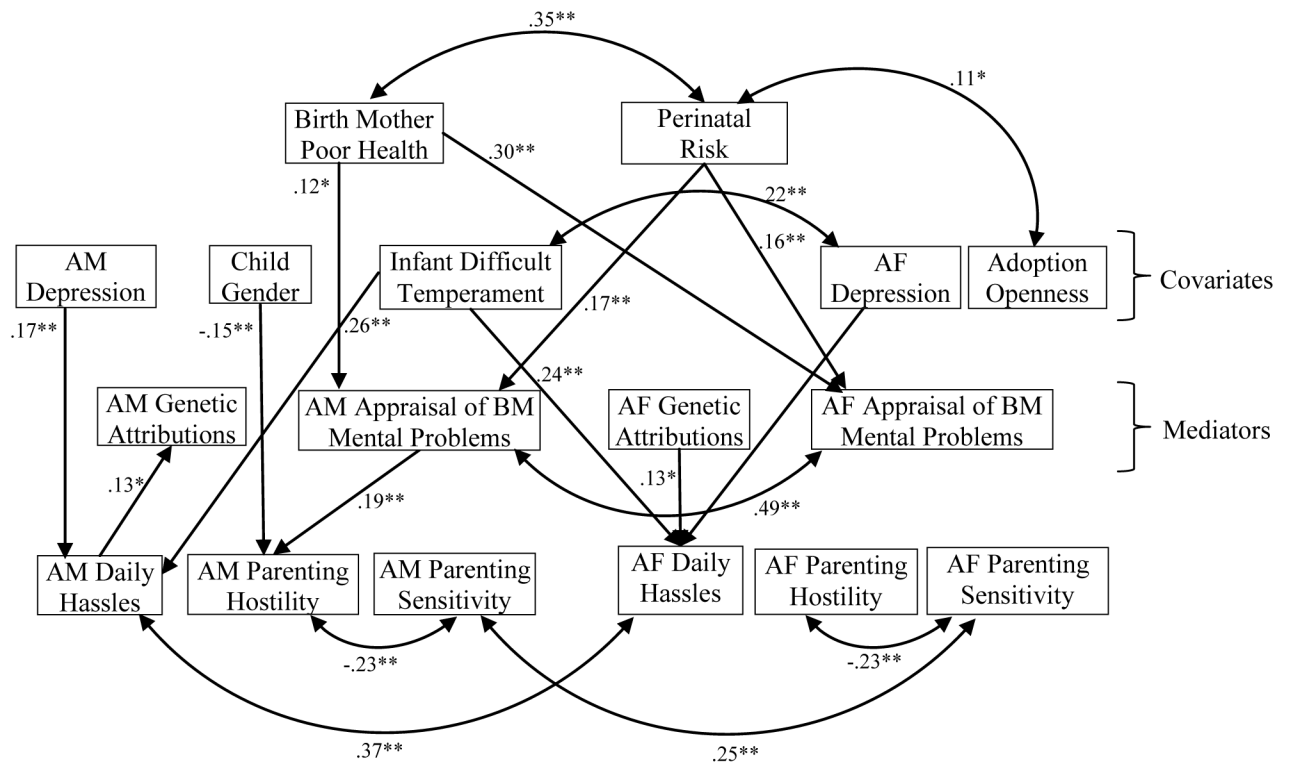 .35**
.11*
Birth Mother
Poor Health
Perinatal
Risk
.30**
.12*
.22**
.16**
AM
Depression
Child
Gender
Infant Difficult
Temperament
AF
Depression
Adoption
Openness
Covariates
.17**
-.15**
.26**
.17**
.24**
AM Genetic
Attributions
AM Appraisal of BM
Mental Problems
AF Genetic
Attributions
AF Appraisal of BM
Mental Problems
Mediators
.13*
.19**
.13*
.49**
AM Daily
Hassles
AM Parenting
Hostility
AM Parenting
Sensitivity
AF Daily
Hassles
AF Parenting
Hostility
AF Parenting
Sensitivity
-.23**
-.23**
.37**
.25**